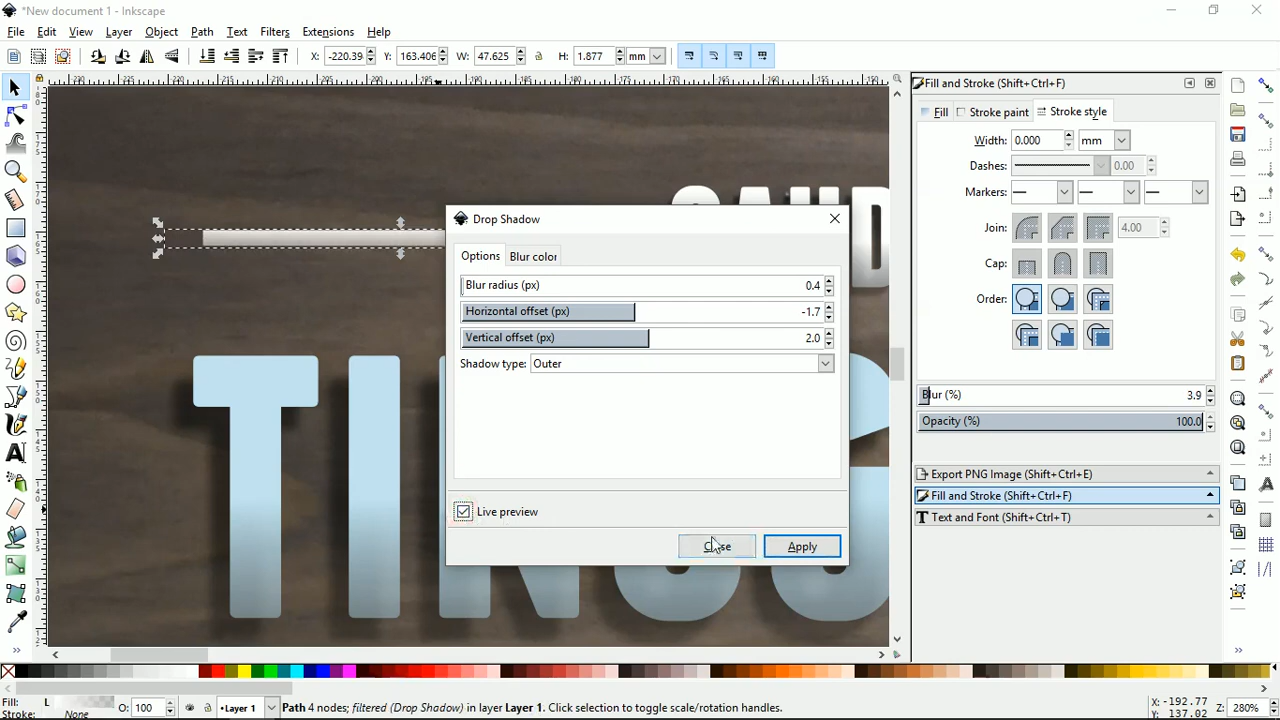 *New document 1 - Inkscape
File Edit View Layer Object Path Text Filters Extensions Help
X: -220.39 Y: 163.406 W: 47.625 H: 1.877 mm
Fill and Stroke (Shift+Ctrl+F)
Fill Stroke paint Stroke style
Width: 0.000 mm
Dashes: 0.00
Markers:
Join: 4.00
Cap:
Order:
Blur (%) 3.9
Opacity (%) 100.0
Export PNG Image (Shift+Ctrl+E)
Fill and Stroke (Shift+Ctrl+F)
Text and Font (Shift+Ctrl+T)
Drop Shadow
Options Blur color
Blur radius (px) 0.4
Horizontal offset (px) -1.7
Vertical offset (px) 2.0
Shadow type: Outer
Live preview
Close Apply
Fill: L
Stroke: None
O: 100
Layer 1
Path 4 nodes; filtered (Drop Shadow) in layer Layer 1. Click selection to toggle scale/rotation handles.
X: -192.77
Y: 137.02
Z: 280%